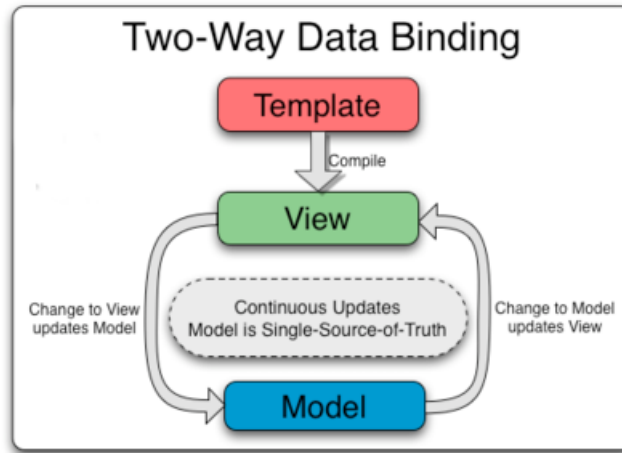 Two-Way Data Binding
Template
Compile
View
Change to View
updates Model
Continuous Updates
Model is Single-Source-of-Truth
Change to Model
updates View
Model